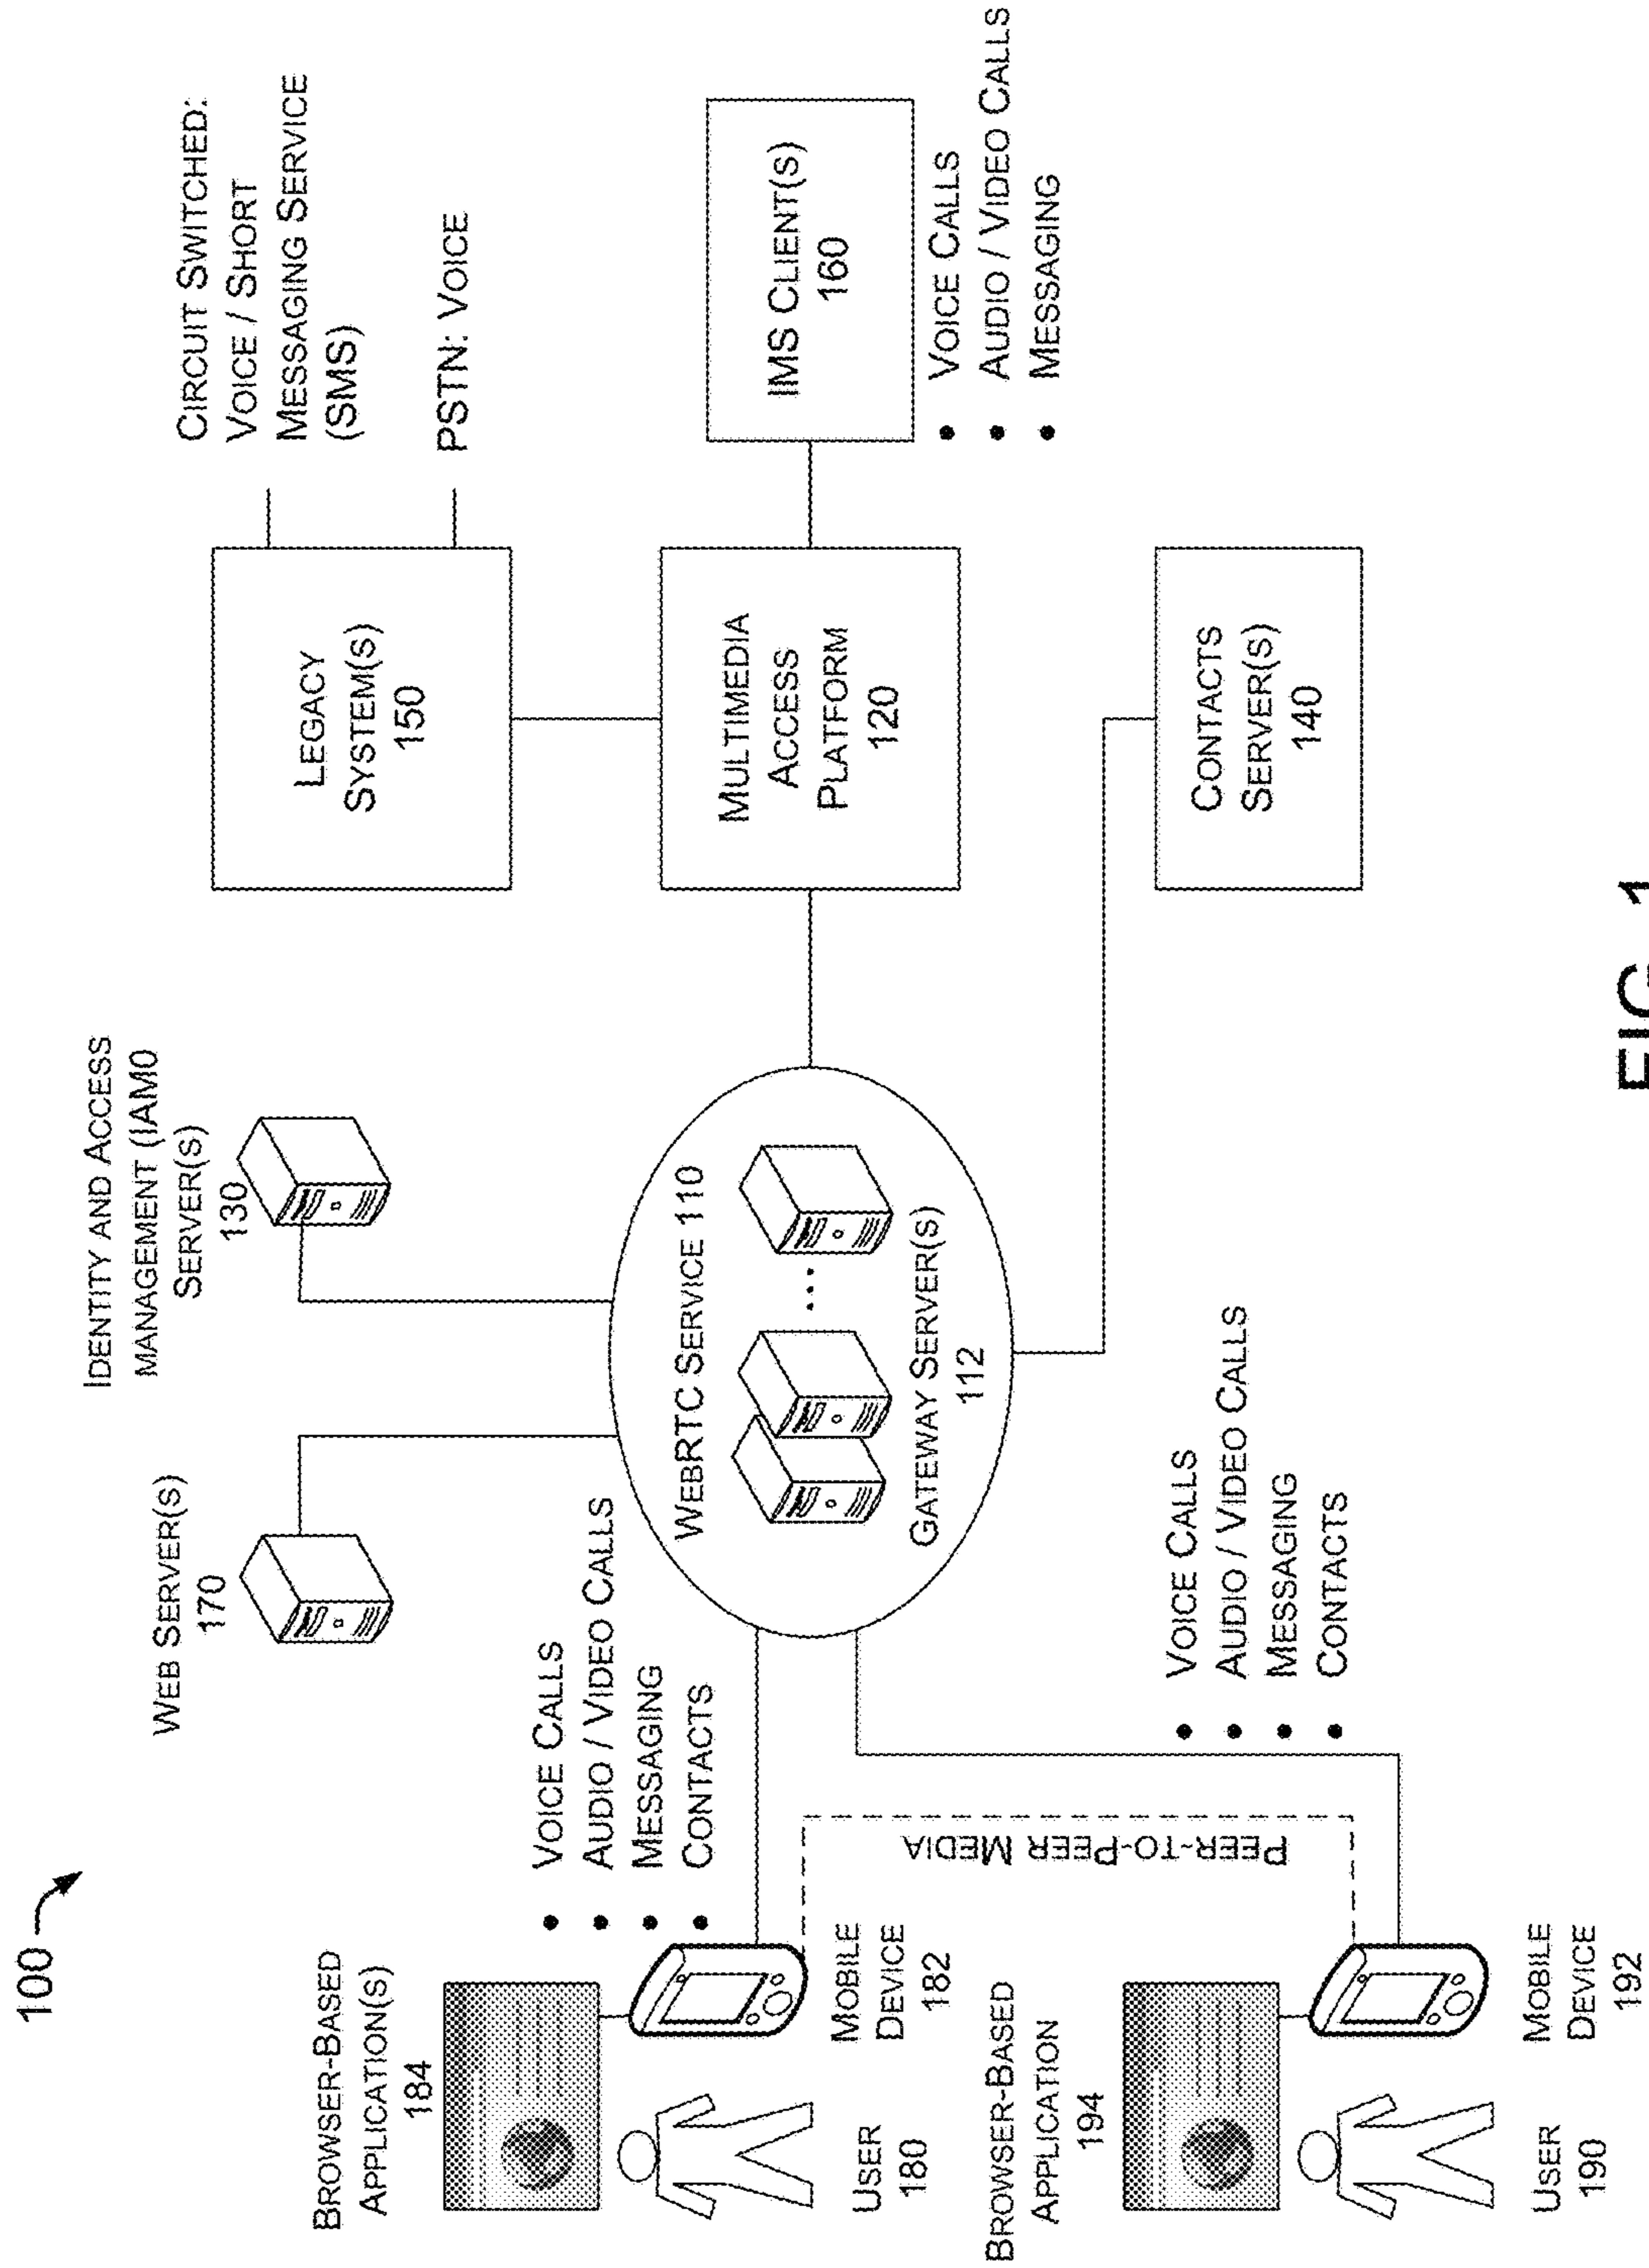 100
IDENTITY AND ACCESS
MANAGEMENT (IAM0
SERVER(S)
130
WEB SERVER(S)
170
CIRCUIT SWITCHED:
VOICE / SHORT
MESSAGING SERVICE
(SMS)
PSTN: VOICE
LEGACY
SYSTEM(S)
150
BROWSER-BASED
APPLICATION(S)
184
• VOICE CALLS
• AUDIO / VIDEO CALLS
• MESSAGING
• CONTACTS
WEBRTC SERVICE 110
GATEWAY SERVER(S)
112
MULTIMEDIA
ACCESS
PLATFORM
120
IMS CLIENT(S)
160
• VOICE CALLS
• AUDIO / VIDEO CALLS
• MESSAGING
USER
180
MOBILE
DEVICE
182
PEER-TO-PEER MEDIA
BROWSER-BASED
APPLICATION
194
• VOICE CALLS
• AUDIO / VIDEO CALLS
• MESSAGING
• CONTACTS
CONTACTS
SERVER(S)
140
USER
190
MOBILE
DEVICE
192
FIG. 1